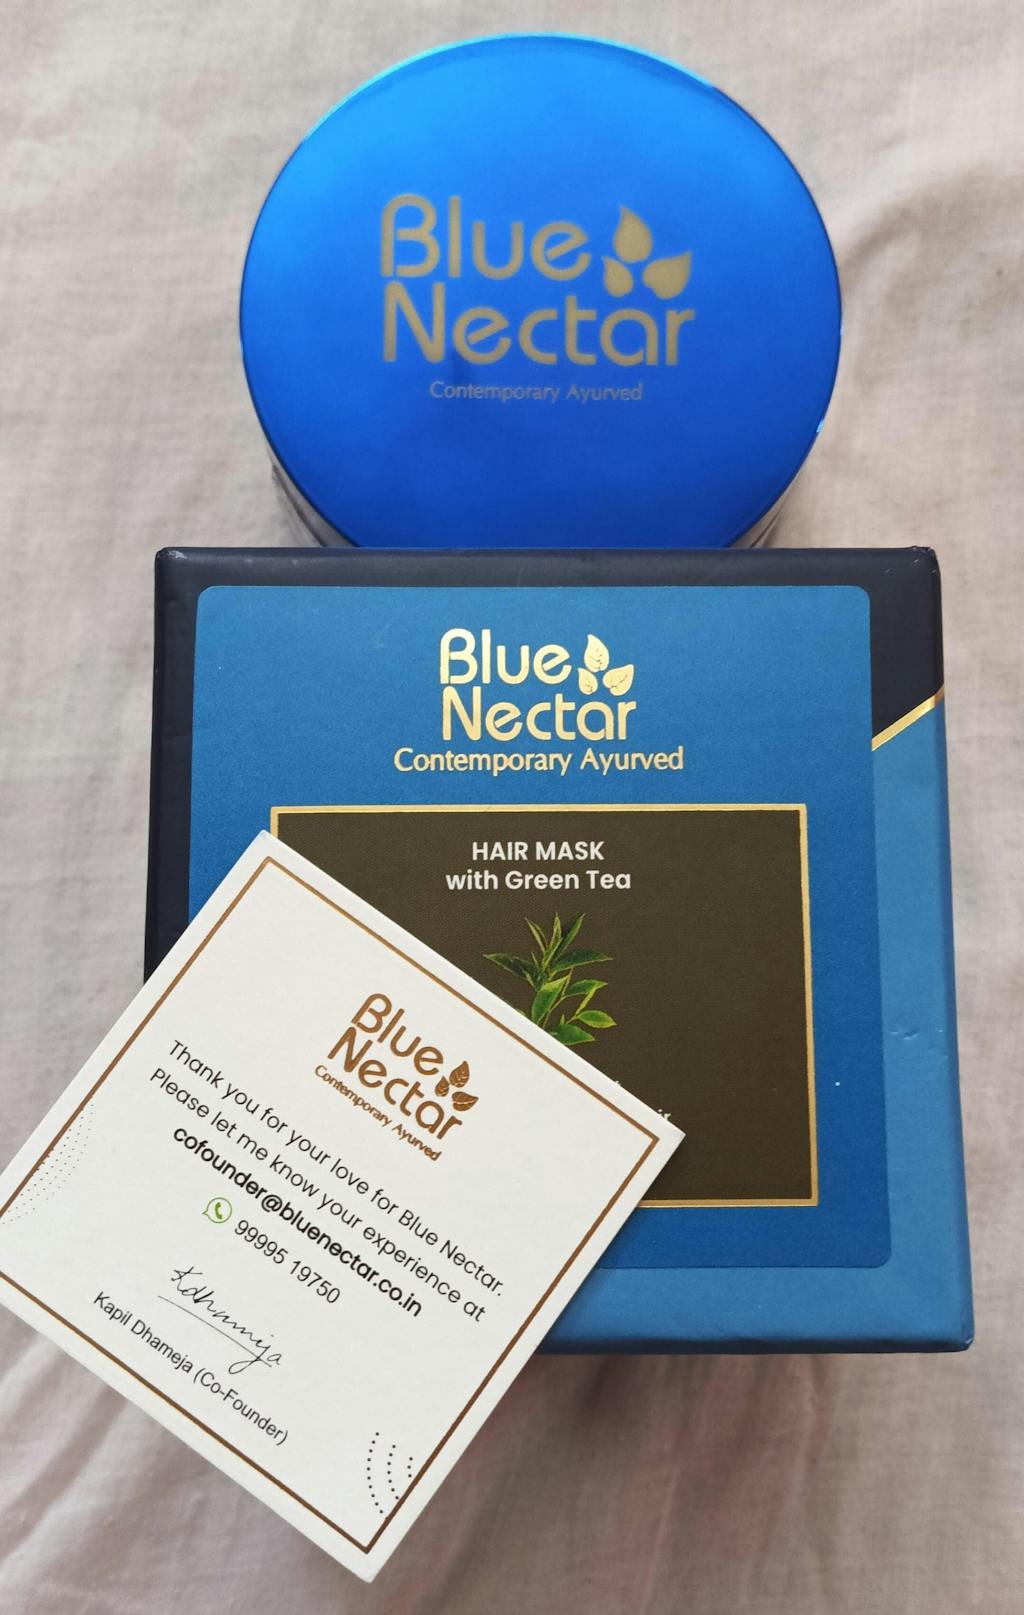 Blue
Nectar
Contemporary Ayurved
Blue
Nectar
Contemporary Ayurved
HAIR MASK
with Green Tea
Blue
Nectar
Contemporary Ayurved
Thank you for your love for Blue Nectar.
Please let me know your experience at
cofounder@bluenectar.co.in
99995 19750
Kdhamija
Kapil Dhameja (Co-Founder)